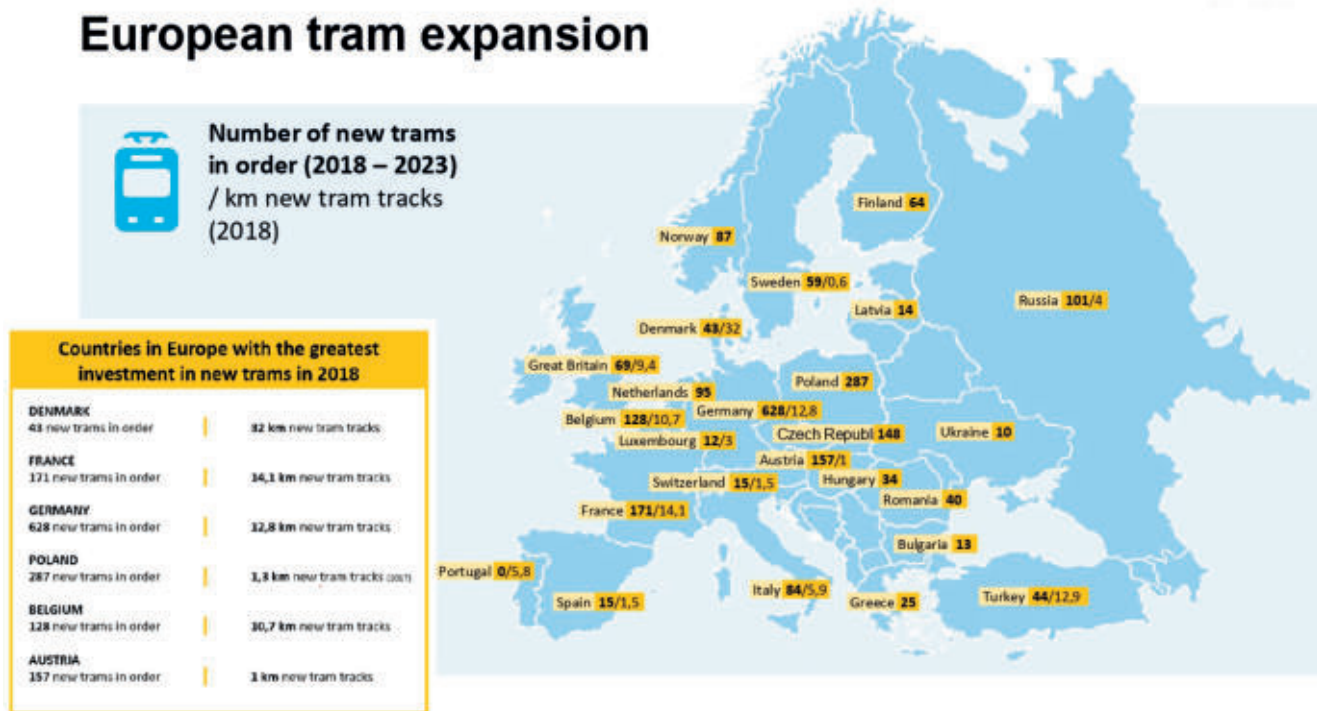 European tram expansion
Number of new trams
in order (2018 – 2023)
/ km new tram tracks
(2018)
Finland 64
Norway 87
Sweden 59/0,6
Russia 101/4
Latvia 14
Denmark 43/32
Great Britain 69/9,4
Poland 287
Netherlands 95
Germany 628/12,8
Belgium 128/10,7
Czech Republ 148
Ukraine 10
Luxembourg 12/3
Austria 157/1
Hungary 34
Switzerland 15/1,5
Romania 40
France 171/14,1
Bulgaria 13
Portugal 0/5,8
Italy 84/5,9
Spain 15/1,5
Greece 25
Turkey 44/12,9
Countries in Europe with the greatest
investment in new trams in 2018
DENMARK
43 new trams in order
32 km new tram tracks
FRANCE
171 new trams in order
14,1 km new tram tracks
GERMANY
628 new trams in order
12,8 km new tram tracks
POLAND
287 new trams in order
1,3 km new tram tracks
BELGIUM
128 new trams in order
10,7 km new tram tracks
AUSTRIA
157 new trams in order
1 km new tram tracks